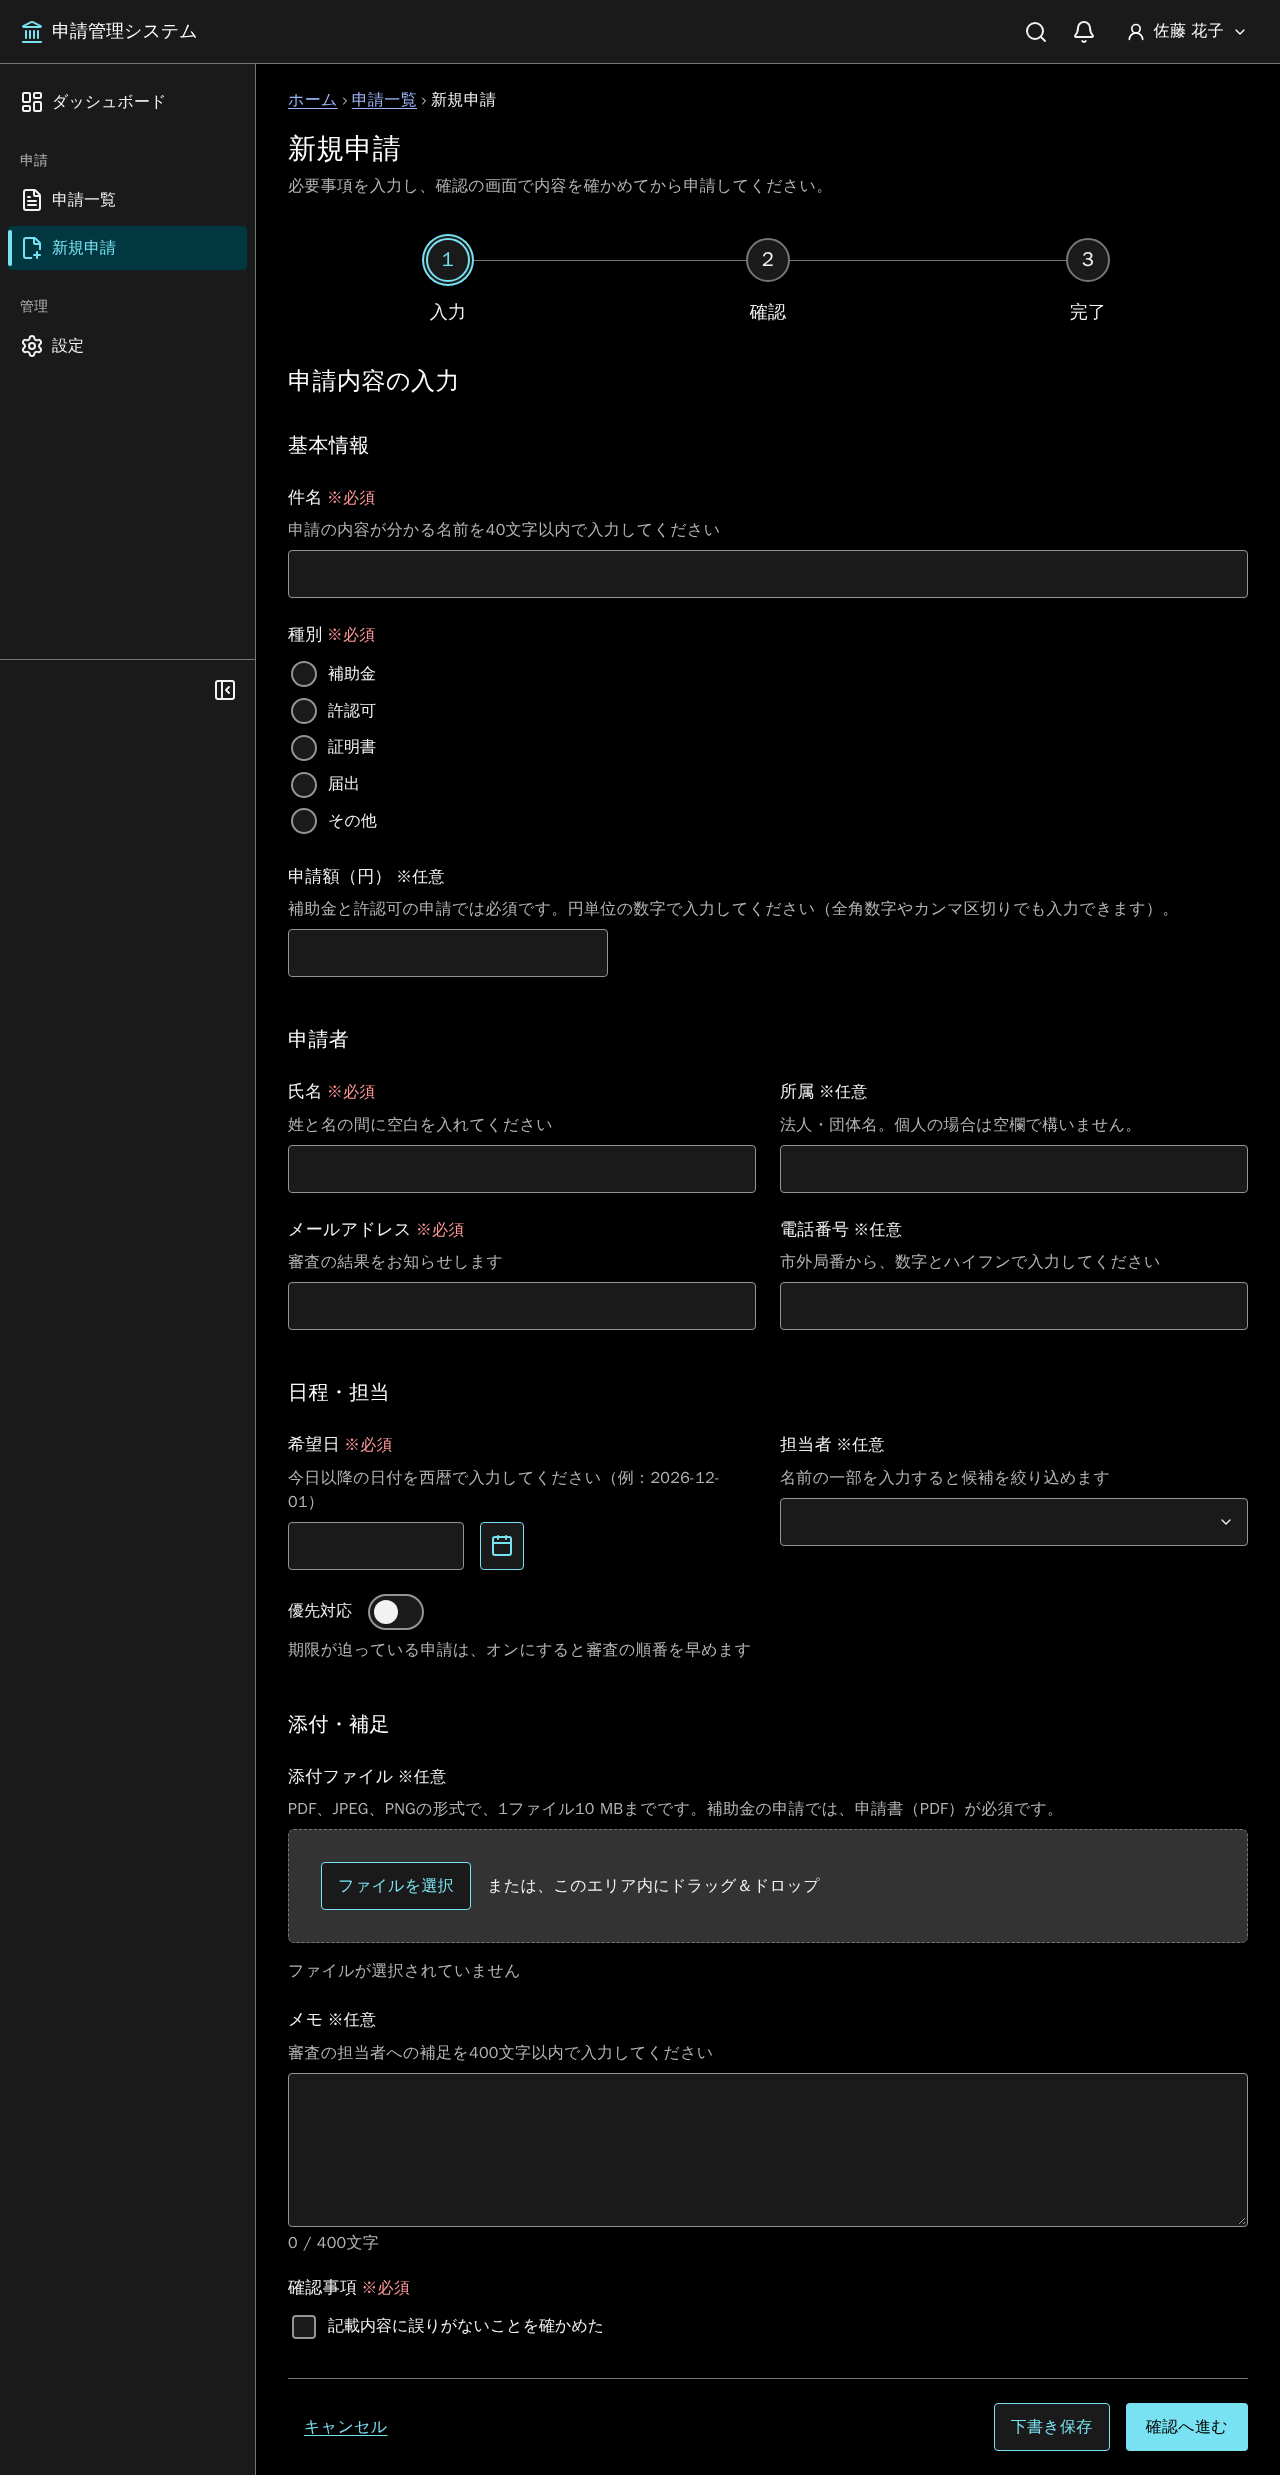 申請管理システム
佐藤 花子
ダッシュボード
申請
申請一覧
新規申請
管理
設定
ホーム › 申請一覧 › 新規申請
新規申請
必要事項を入力し、確認の画面で内容を確かめてから申請してください。
1
2
3
入力
確認
完了
申請内容の入力
基本情報
件名 ※必須
申請の内容が分かる名前を40文字以内で入力してください
種別 ※必須
補助金
許認可
証明書
届出
その他
申請額（円） ※任意
補助金と許認可の申請では必須です。円単位の数字で入力してください（全角数字やカンマ区切りでも入力できます）。
申請者
氏名 ※必須
姓と名の間に空白を入れてください
所属 ※任意
法人・団体名。個人の場合は空欄で構いません。
メールアドレス ※必須
審査の結果をお知らせします
電話番号 ※任意
市外局番から、数字とハイフンで入力してください
日程・担当
希望日 ※必須
今日以降の日付を西暦で入力してください（例：2026-12-
01）
担当者 ※任意
名前の一部を入力すると候補を絞り込めます
優先対応
期限が迫っている申請は、オンにすると審査の順番を早めます
添付・補足
添付ファイル ※任意
PDF、JPEG、PNGの形式で、1ファイル10 MBまでです。補助金の申請では、申請書（PDF）が必須です。
ファイルを選択
または、このエリア内にドラッグ＆ドロップ
ファイルが選択されていません
メモ ※任意
審査の担当者への補足を400文字以内で入力してください
0 / 400文字
確認事項 ※必須
記載内容に誤りがないことを確かめた
キャンセル
下書き保存
確認へ進む